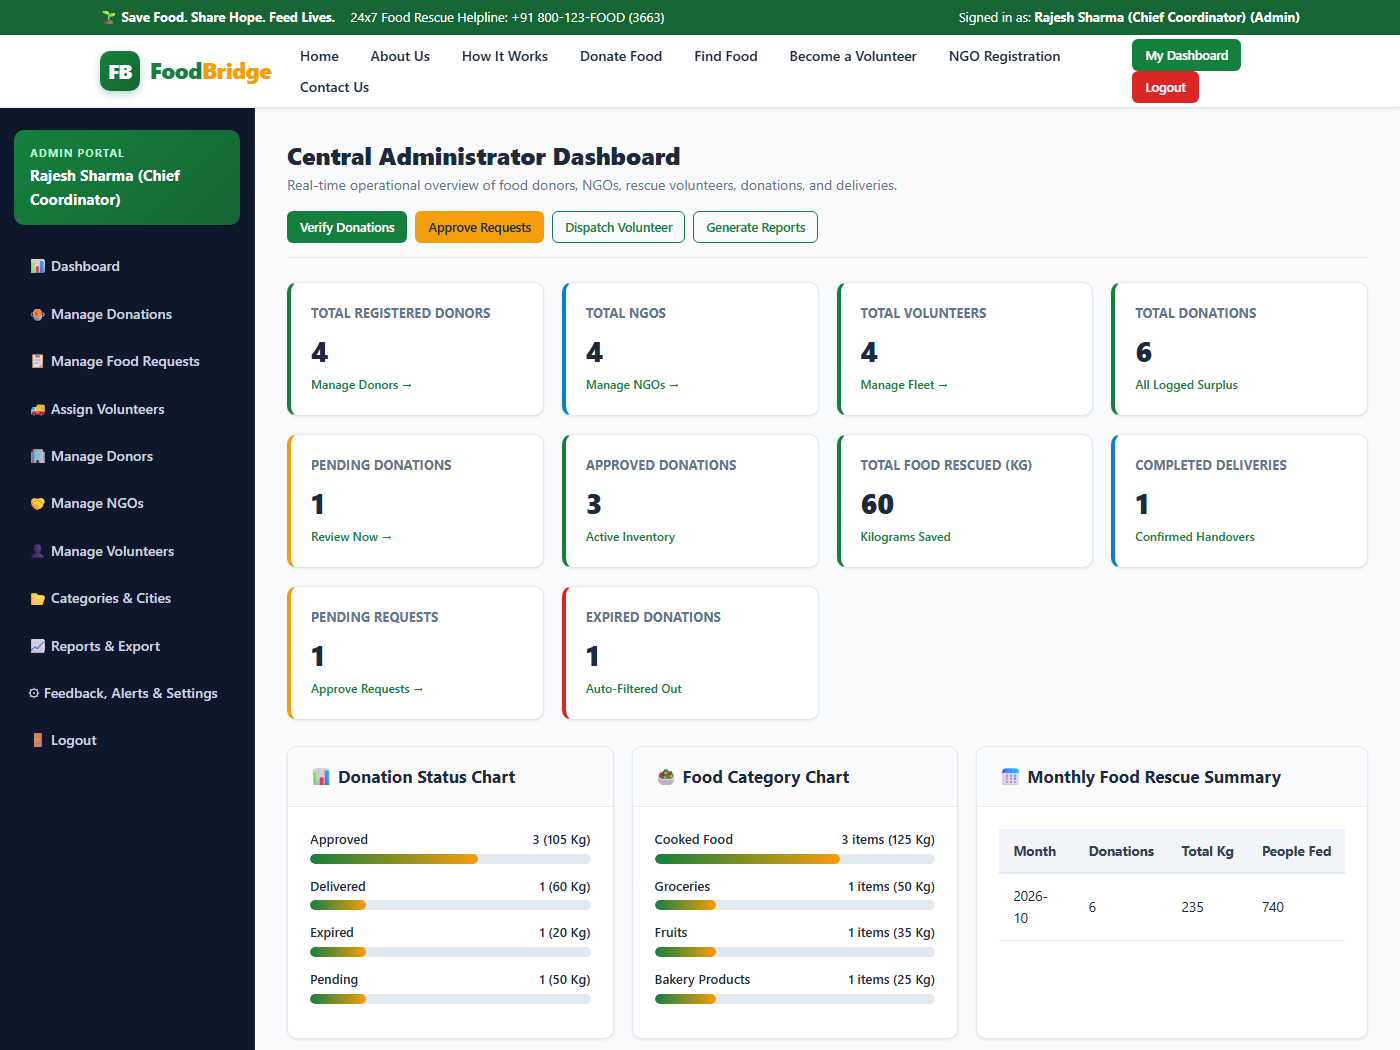 Save Food. Share Hope. Feed Lives. 24x7 Food Rescue Helpline: +91 800-123-FOOD (3663)
Signed in as: Rajesh Sharma (Chief Coordinator) (Admin)
FB FoodBridge
Home About Us How It Works Donate Food Find Food Become a Volunteer NGO Registration
Contact Us
My Dashboard
Logout
ADMIN PORTAL
Rajesh Sharma (Chief
Coordinator)
Dashboard
Manage Donations
Manage Food Requests
Assign Volunteers
Manage Donors
Manage NGOs
Manage Volunteers
Categories & Cities
Reports & Export
Feedback, Alerts & Settings
Logout
Central Administrator Dashboard
Real-time operational overview of food donors, NGOs, rescue volunteers, donations, and deliveries.
Verify Donations Approve Requests Dispatch Volunteer Generate Reports
TOTAL REGISTERED DONORS
4
Manage Donors →
TOTAL NGOS
4
Manage NGOs →
TOTAL VOLUNTEERS
4
Manage Fleet →
TOTAL DONATIONS
6
All Logged Surplus
PENDING DONATIONS
1
Review Now →
APPROVED DONATIONS
3
Active Inventory
TOTAL FOOD RESCUED (KG)
60
Kilograms Saved
COMPLETED DELIVERIES
1
Confirmed Handovers
PENDING REQUESTS
1
Approve Requests →
EXPIRED DONATIONS
1
Auto-Filtered Out
Donation Status Chart
Approved 3 (105 Kg)
Delivered 1 (60 Kg)
Expired 1 (20 Kg)
Pending 1 (50 Kg)
Food Category Chart
Cooked Food 3 items (125 Kg)
Groceries 1 items (50 Kg)
Fruits 1 items (35 Kg)
Bakery Products 1 items (25 Kg)
Monthly Food Rescue Summary
Month Donations Total Kg People Fed
2026-
10 6 235 740